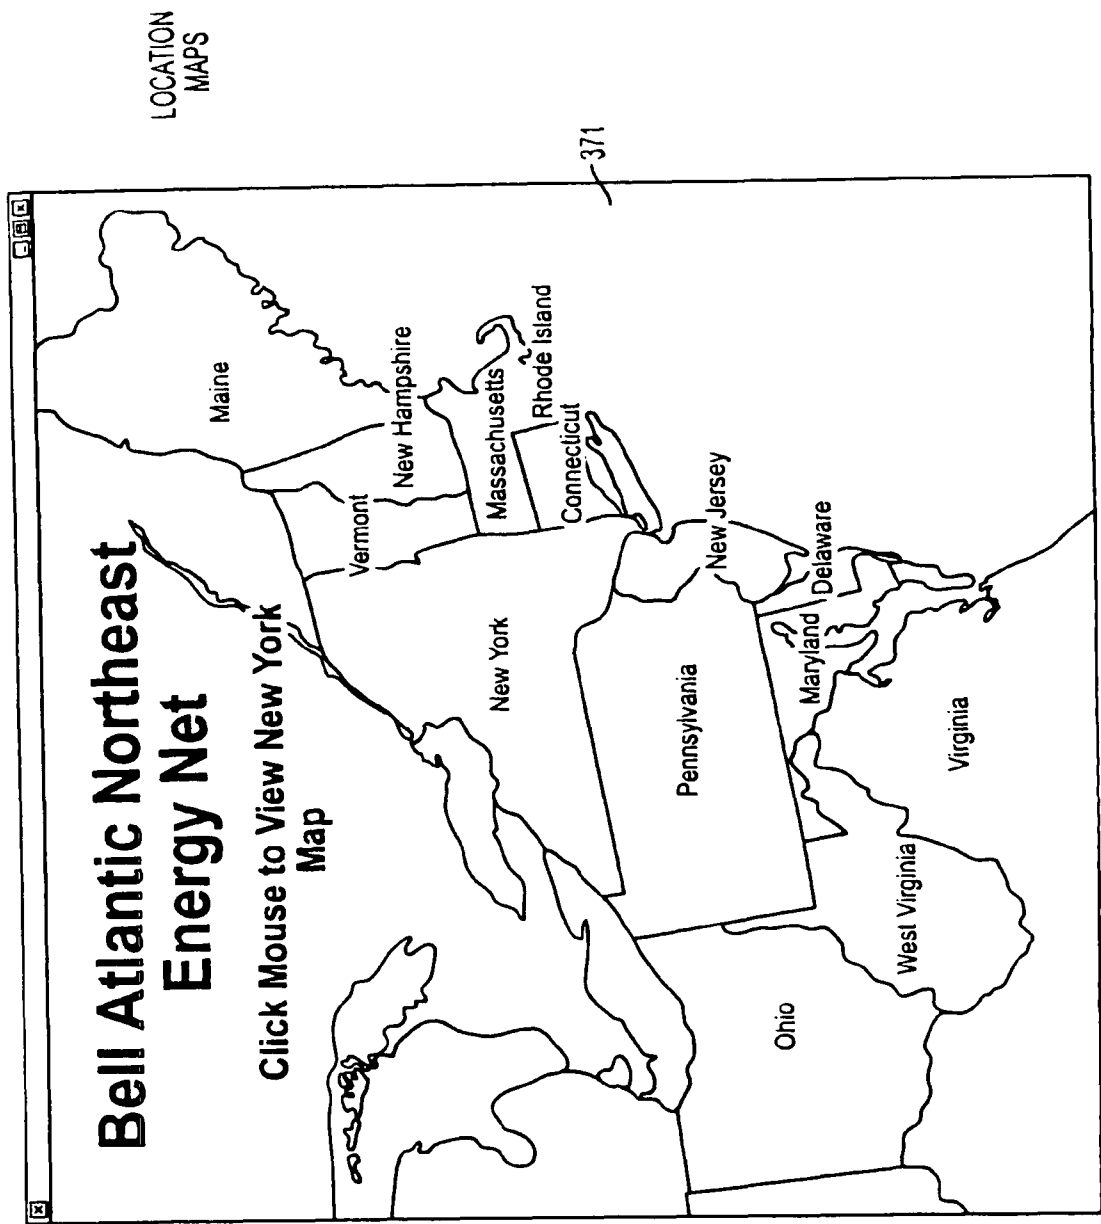 LOCATION
MAPS
371
Bell Atlantic Northeast
Energy Net
Click Mouse to View New York
Map
Maine
New Hampshire
Vermont
Massachusetts
Rhode Island
Connecticut
New York
New Jersey
Pennsylvania
Delaware
Maryland
Ohio
West Virginia
Virginia